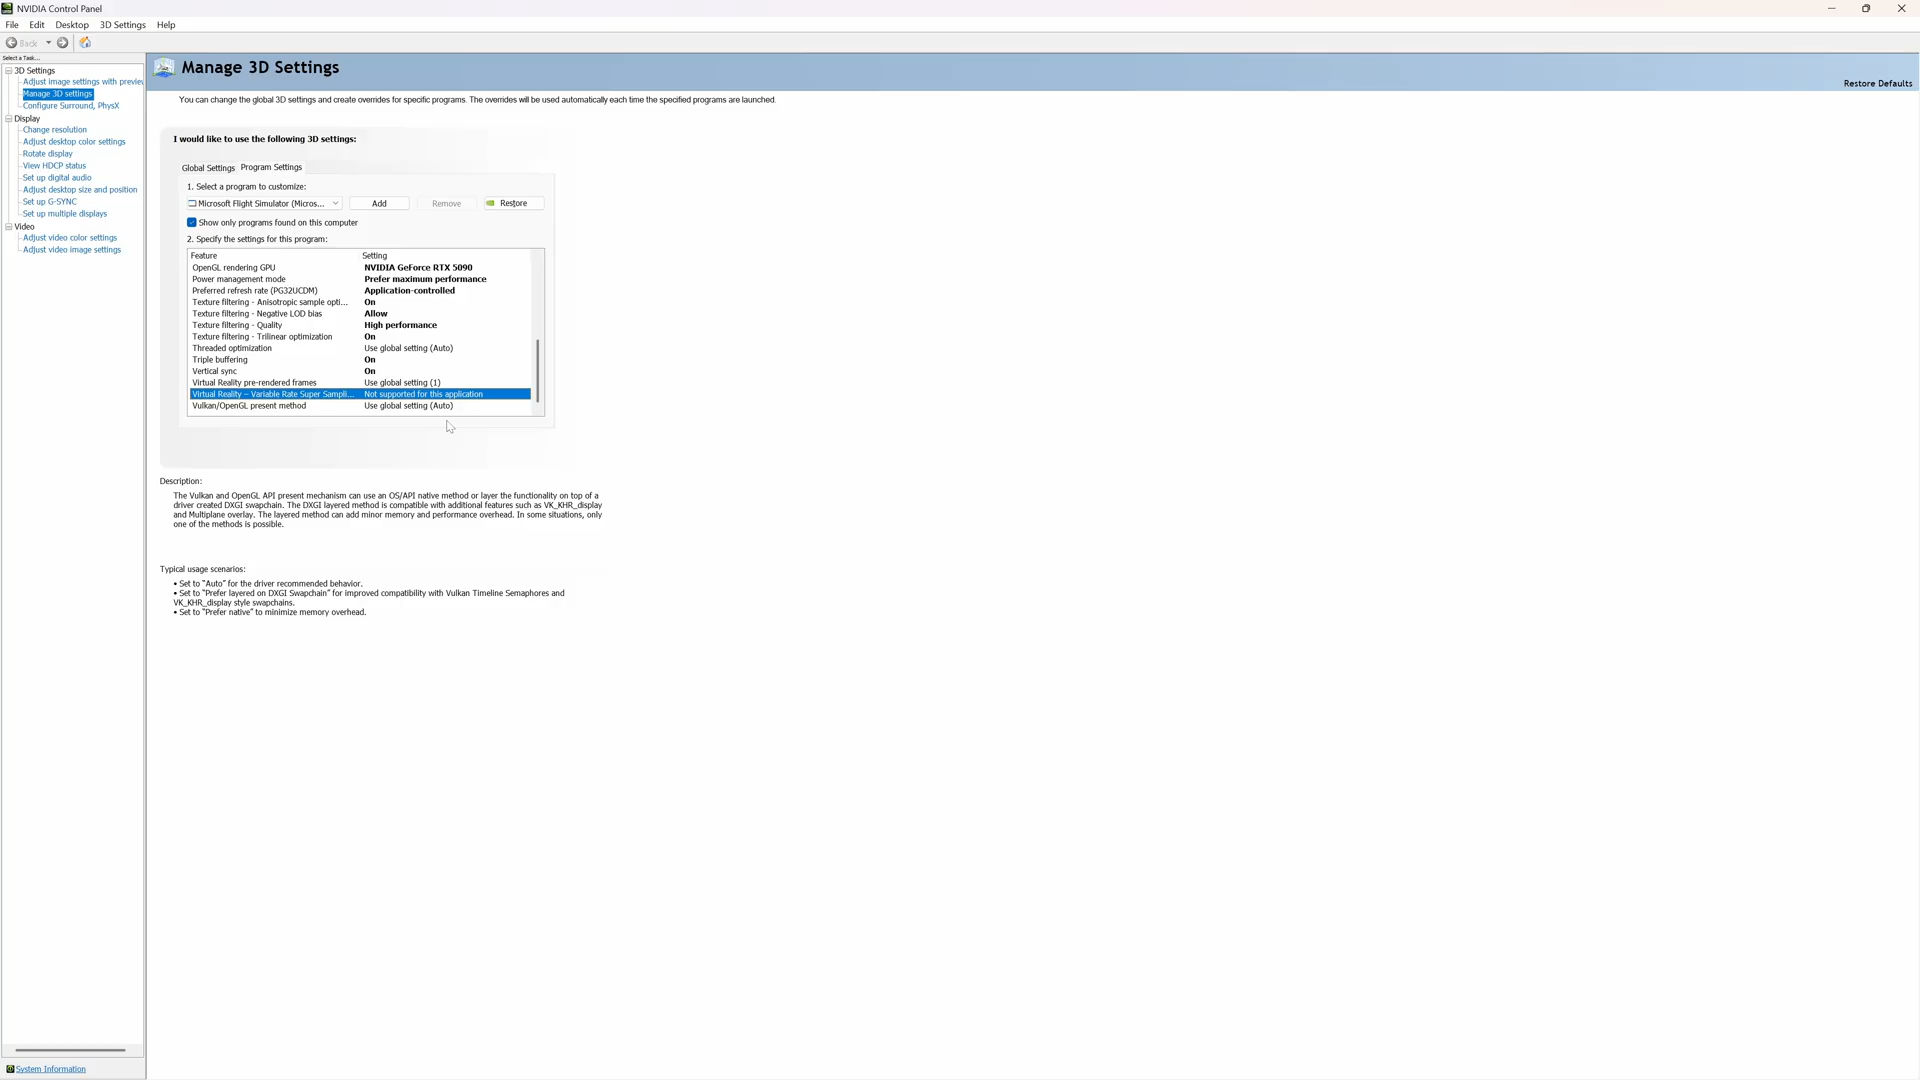 NVIDIA Control Panel
File Edit Desktop 3D Settings Help
Back
Select a Task...
3D Settings
Adjust image settings with preview
Manage 3D settings
Configure Surround, PhysX
Display
Change resolution
Adjust desktop color settings
Rotate display
View HDCP status
Set up digital audio
Adjust desktop size and position
Set up G-SYNC
Set up multiple displays
Video
Adjust video color settings
Adjust video image settings
System Information
Manage 3D Settings
Restore Defaults
You can change the global 3D settings and create overrides for specific programs. The overrides will be used automatically each time the specified programs are launched.
I would like to use the following 3D settings:
Global Settings Program Settings
1. Select a program to customize:
Microsoft Flight Simulator (Micros... Add Remove Restore
Show only programs found on this computer
2. Specify the settings for this program:
Feature Setting
OpenGL rendering GPU NVIDIA GeForce RTX 5090
Power management mode Prefer maximum performance
Preferred refresh rate (PG32UCDM) Application-controlled
Texture filtering - Anisotropic sample opti... On
Texture filtering - Negative LOD bias Allow
Texture filtering - Quality High performance
Texture filtering - Trilinear optimization On
Threaded optimization Use global setting (Auto)
Triple buffering On
Vertical sync On
Virtual Reality pre-rendered frames Use global setting (1)
Virtual Reality – Variable Rate Super Sampli... Not supported for this application
Vulkan/OpenGL present method Use global setting (Auto)
Description:
The Vulkan and OpenGL API present mechanism can use an OS/API native method or layer the functionality on top of a
driver created DXGI swapchain. The DXGI layered method is compatible with additional features such as VK_KHR_display
and Multiplane overlay. The layered method can add minor memory and performance overhead. In some situations, only
one of the methods is possible.
Typical usage scenarios:
• Set to "Auto" for the driver recommended behavior.
• Set to "Prefer layered on DXGI Swapchain" for improved compatibility with Vulkan Timeline Semaphores and
VK_KHR_display style swapchains.
• Set to "Prefer native" to minimize memory overhead.